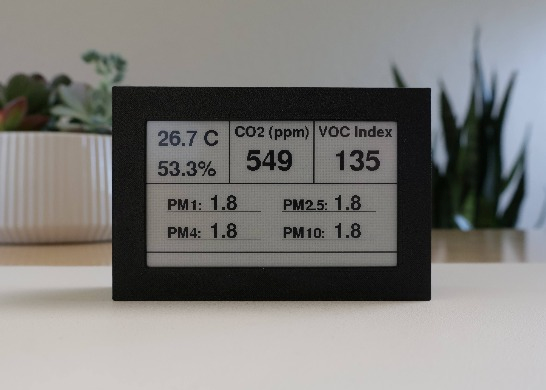 26.7 C
53.3%
CO2 (ppm)
549
VOC Index
135
PM1: 1.8
PM2.5: 1.8
PM4: 1.8
PM10: 1.8